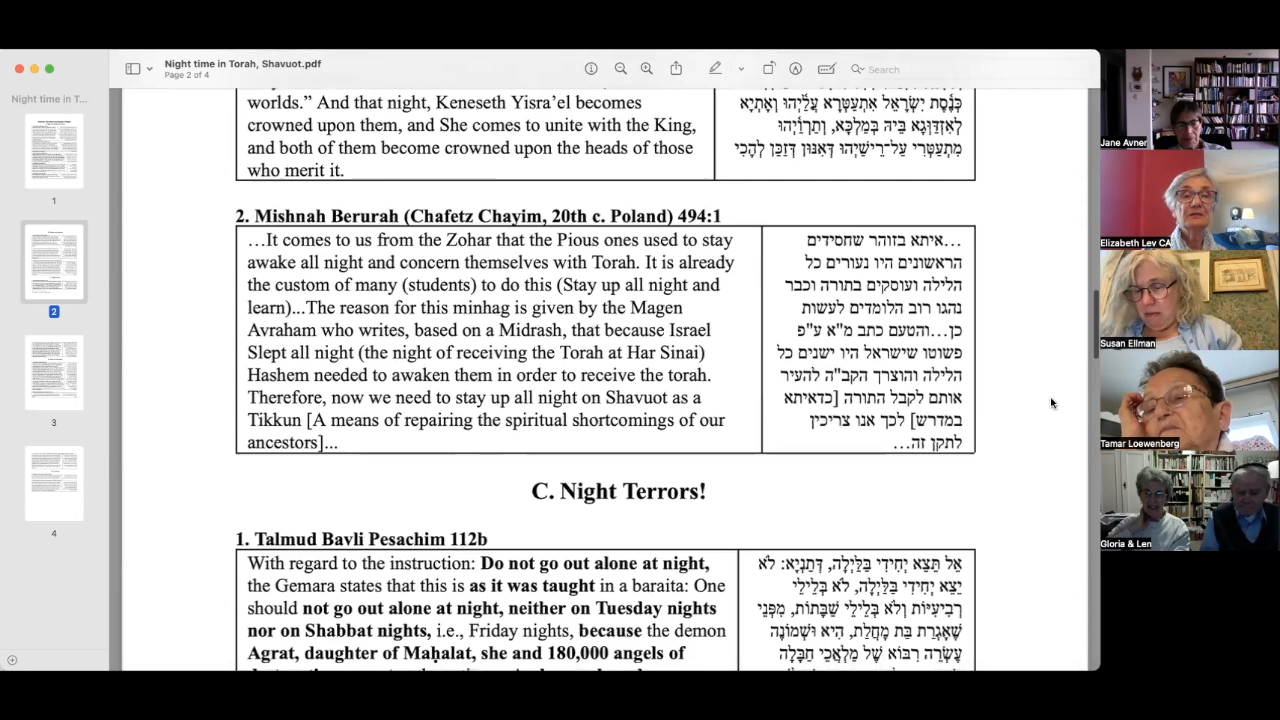 Night time in Torah, Shavuot.pdf
Page 2 of 4
Search
Night time in T...
1
2
3
4
worlds.” And that night, Keneseth Yisra’el becomes
crowned upon them, and She comes to unite with the King,
and both of them become crowned upon the heads of those
who merit it.
כְּנֶסֶת יִשְׂרָאֵל אִתְעַטְּרָא עֲלַיְהוּ וְאַתְיָא
לְאִזְדַּוְּגָא בֵּיהּ בְּמַלְכָּא, וְתַרְוַיְהוּ
מִתְעַטְּרֵי עַל־רֵישַׁיְהוּ דְּאִנּוּן דְּזַכָּן לְהָכֵי
2. Mishnah Berurah (Chafetz Chayim, 20th c. Poland) 494:1
…It comes to us from the Zohar that the Pious ones used to stay
awake all night and concern themselves with Torah. It is already
the custom of many (students) to do this (Stay up all night and
learn)...The reason for this minhag is given by the Magen
Avraham who writes, based on a Midrash, that because Israel
Slept all night (the night of receiving the Torah at Har Sinai)
Hashem needed to awaken them in order to receive the torah.
Therefore, now we need to stay up all night on Shavuot as a
Tikkun [A means of repairing the spiritual shortcomings of our
ancestors]...
…איתא בזוהר שחסידים
הראשונים היו נעורים כל
הלילה ועוסקים בתורה וכבר
נהגו רוב הלומדים לעשות
כן…והטעם כתב מ"א ע"פ
פשוטו שישראל היו ישנים כל
הלילה והוצרך הקב"ה להעיר
אותם לקבל התורה [כדאיתא
במדרש] לכך אנו צריכין
לתקן זה…
C. Night Terrors!
1. Talmud Bavli Pesachim 112b
With regard to the instruction: Do not go out alone at night,
the Gemara states that this is as it was taught in a baraita: One
should not go out alone at night, neither on Tuesday nights
nor on Shabbat nights, i.e., Friday nights, because the demon
Agrat, daughter of Maḥalat, she and 180,000 angels of
אַל תֵּצֵא יְחִידִי בַּלַּיְלָה, דְּתַנְיָא: לֹא
יֵצֵא יְחִידִי בַּלַּיְלָה, לֹא בְּלֵילֵי
רְבִיעִיּוֹת וְלֹא בְּלֵילֵי שַׁבָּתוֹת, מִפְּנֵי
שֶׁאִגְרַת בַּת מָחֲלַת, הִיא וּשְׁמוֹנֶה
עֶשְׂרֵה רִבּוֹא שֶׁל מַלְאֲכֵי חַבָּלָה
Jane Avner
Elizabeth Lev CA
Susan Ellman
Tamar Loewenberg
Gloria & Len